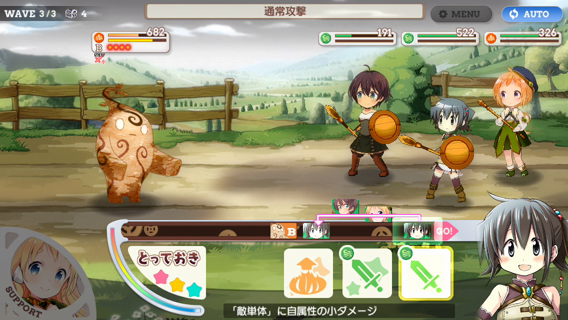 WAVE 3/3 4
通常攻撃
MENU
AUTO
682
191
522
326
B
GO!
とっておき
SUPPORT
「敵単体」に自属性の小ダメージ